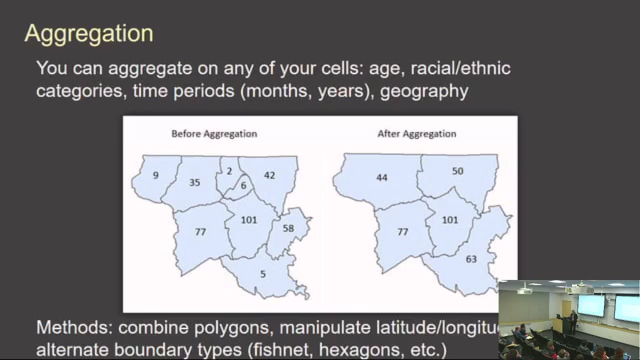 Aggregation
You can aggregate on any of your cells: age, racial/ethnic
categories, time periods (months, years), geography
Before Aggregation
After Aggregation
9
35
2
6
42
77
101
58
5
44
50
77
101
63
Methods: combine polygons, manipulate
alternate boundary types (fishnet, hexagons, etc.)